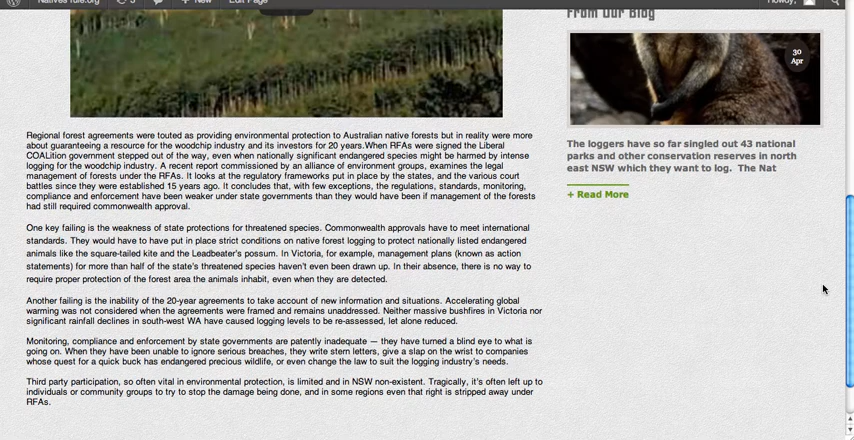 Natives rule.org
3
New
Edit Page
Howdy,
From Our Blog
30
Apr
Regional forest agreements were touted as providing environmental protection to Australian native forests but in reality were more
about guaranteeing a resource for the woodchip industry and its investors for 20 years.When RFAs were signed the Liberal
COALition government stepped out of the way, even when nationally significant endangered species might be harmed by intense
logging for the woodchip industry. A recent report commissioned by an alliance of environment groups, examines the legal
management of forests under the RFAs. It looks at the regulatory frameworks put in place by the states, and the various court
battles since they were established 15 years ago. It concludes that, with few exceptions, the regulations, standards, monitoring,
compliance and enforcement have been weaker under state governments than they would have been if management of the forests
had still required commonwealth approval.
One key failing is the weakness of state protections for threatened species. Commonwealth approvals have to meet international
standards. They would have to have put in place strict conditions on native forest logging to protect nationally listed endangered
animals like the square-tailed kite and the Leadbeater's possum. In Victoria, for example, management plans (known as action
statements) for more than half of the state's threatened species haven't even been drawn up. In their absence, there is no way to
require proper protection of the forest area the animals inhabit, even when they are detected.
Another failing is the inability of the 20-year agreements to take account of new information and situations. Accelerating global
warming was not considered when the agreements were framed and remains unaddressed. Neither massive bushfires in Victoria nor
significant rainfall declines in south-west WA have caused logging levels to be re-assessed, let alone reduced.
Monitoring, compliance and enforcement by state governments are patently inadequate — they have turned a blind eye to what is
going on. When they have been unable to ignore serious breaches, they write stern letters, give a slap on the wrist to companies
whose quest for a quick buck has endangered precious wildlife, or even change the law to suit the logging industry's needs.
Third party participation, so often vital in environmental protection, is limited and in NSW non-existent. Tragically, it's often left up to
individuals or community groups to try to stop the damage being done, and in some regions even that right is stripped away under
RFAs.
The loggers have so far singled out 43 national
parks and other conservation reserves in north
east NSW which they want to log. The Nat
+ Read More